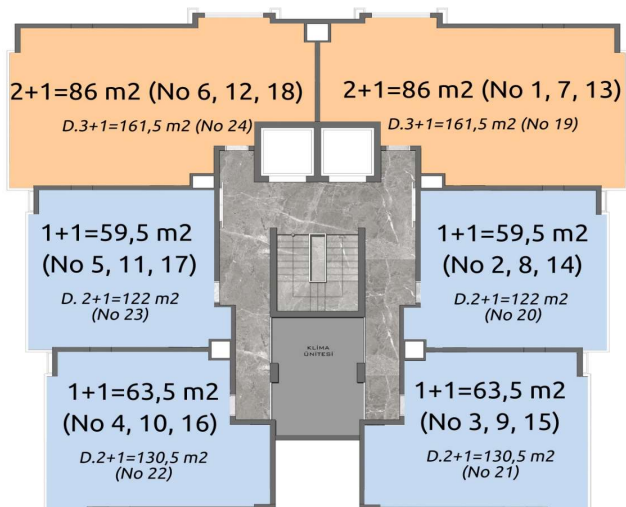 2+1=86 m2 (No 6, 12, 18)
D.3+1=161,5 m2 (No 24)
2+1=86 m2 (No 1, 7, 13)
D.3+1=161,5 m2 (No 19)
1+1=59,5 m2
(No 5, 11, 17)
D. 2+1=122 m2
(No 23)
1+1=59,5 m2
(No 2, 8, 14)
D.2+1=122 m2
(No 20)
KLİMA
ÜNİTESİ
1+1=63,5 m2
(No 4, 10, 16)
D.2+1=130,5 m2
(No 22)
1+1=63,5 m2
(No 3, 9, 15)
D.2+1=130,5 m2
(No 21)